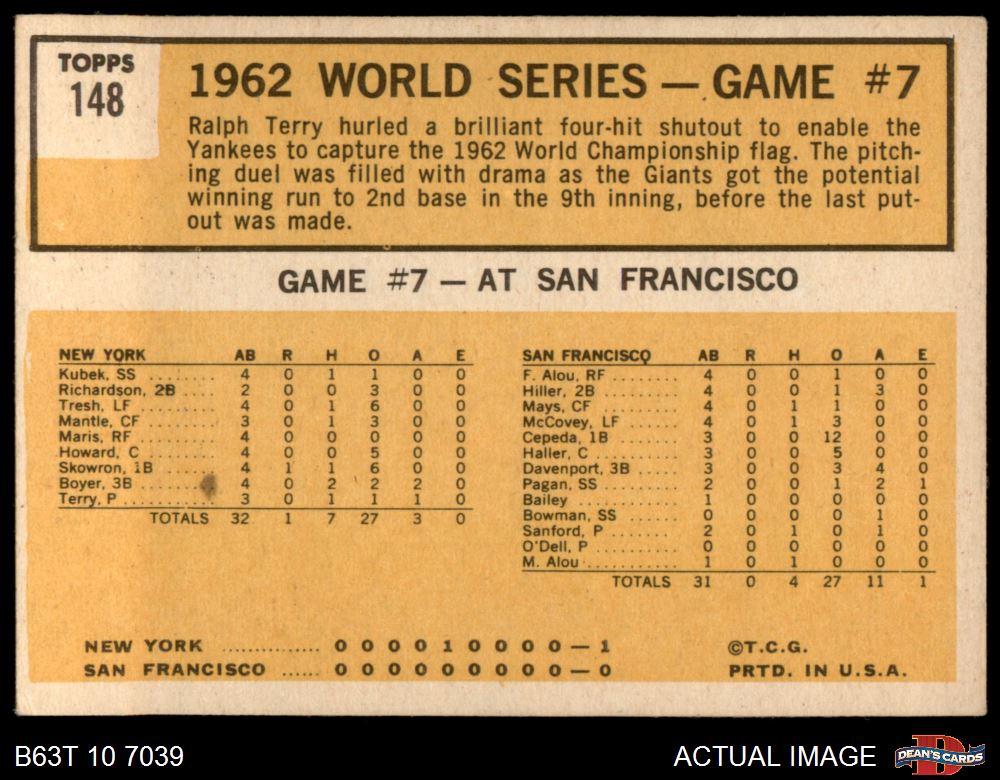 TOPPS
148
1962 WORLD SERIES — GAME #7
Ralph Terry hurled a brilliant four-hit shutout to enable the
Yankees to capture the 1962 World Championship flag. The pitch-
ing duel was filled with drama as the Giants got the potential
winning run to 2nd base in the 9th inning, before the last put-
out was made.
GAME #7 — AT SAN FRANCISCO
NEW YORK AB R H O A E
Kubek, SS ........ 4 0 1 1 0 0
Richardson, 2B ..... 2 0 0 3 0 0
Tresh, LF ......... 4 0 1 6 0 0
Mantle, CF ........ 3 0 1 3 0 0
Maris, RF ......... 4 0 0 0 0 0
Howard, C ........ 4 0 0 5 0 0
Skowron, 1B ....... 4 1 1 6 0 0
Boyer, 3B ......... 4 0 2 2 2 0
Terry, P .......... 3 0 1 1 1 0
TOTALS 32 1 7 27 3 0
SAN FRANCISCO AB R H O A E
F. Alou, RF ........ 4 0 0 1 0 0
Hiller, 2B ......... 4 0 0 1 3 0
Mays, CF ......... 4 0 1 1 0 0
McCovey, LF ....... 4 0 1 3 0 0
Cepeda, 1B ........ 3 0 0 12 0 0
Haller, C .......... 3 0 0 5 0 0
Davenport, 3B ...... 3 0 0 3 4 0
Pagan, SS ......... 2 0 0 1 2 1
Bailey ............ 1 0 0 0 0 0
Bowman, SS ....... 0 0 0 0 1 0
Sanford, P ........ 2 0 1 0 1 0
O'Dell, P .......... 0 0 0 0 0 0
M. Alou ........... 1 0 1 0 0 0
TOTALS 31 0 4 27 11 1
NEW YORK ............... 0 0 0 0 1 0 0 0 0 — 1
SAN FRANCISCO ...... 0 0 0 0 0 0 0 0 0 — 0
©T.C.G.
PRTD. IN U.S.A.
B63T 10 7039
ACTUAL IMAGE
D
DEAN'S CARDS